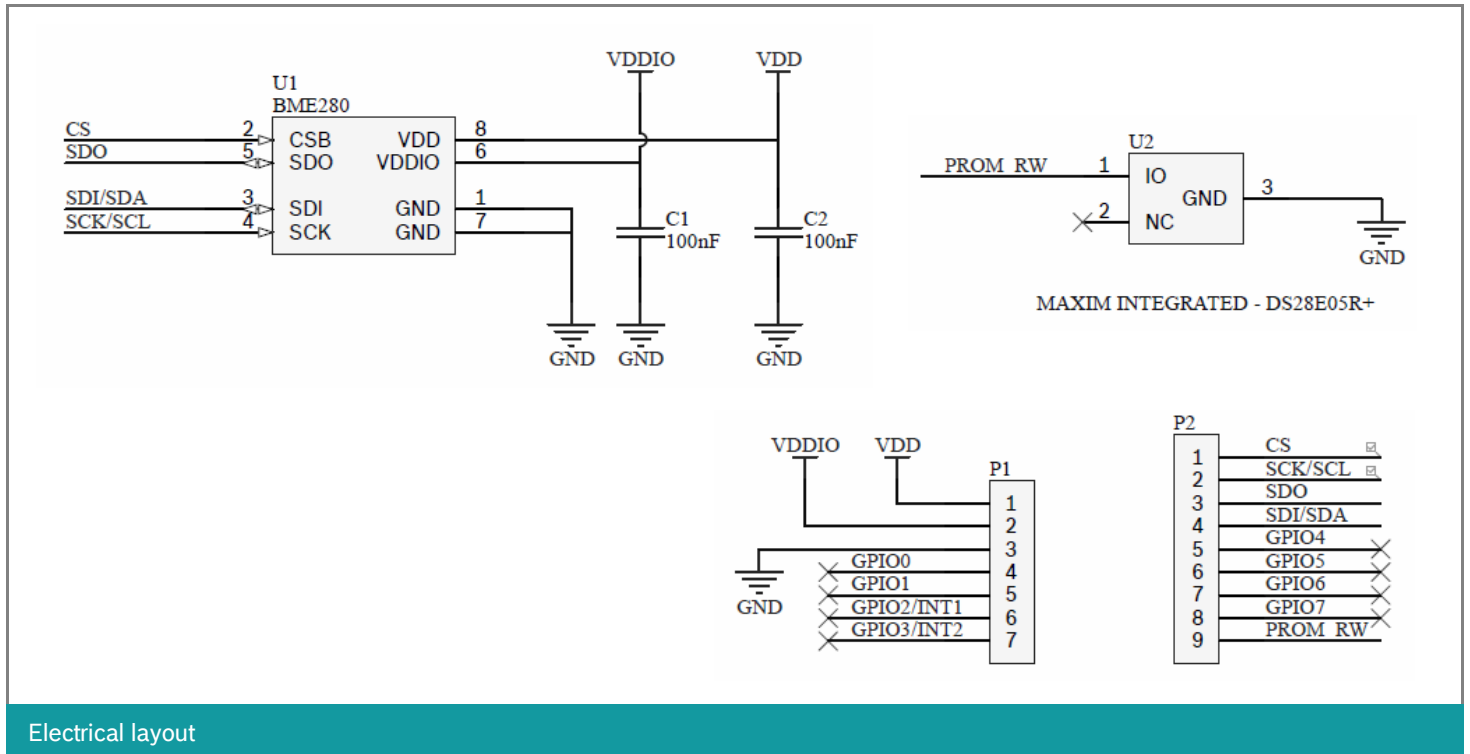 U1
BME280
CS 2 CSB VDD 8
SDO 5 SDO VDDIO 6
SDI/SDA 3 SDI GND 1
SCK/SCL 4 SCK GND 7
GND
VDDIO
C1
100nF
GND
VDD
C2
100nF
GND
U2
PROM_RW 1 IO
GND 3
2 NC
GND
MAXIM INTEGRATED - DS28E05R+
VDDIO VDD
P1
1
2
3
GND
GPIO0 4
GPIO1 5
GPIO2/INT1 6
GPIO3/INT2 7
P2
1 CS
2 SCK/SCL
3 SDO
4 SDI/SDA
5 GPIO4
6 GPIO5
7 GPIO6
8 GPIO7
9 PROM_RW
Electrical layout